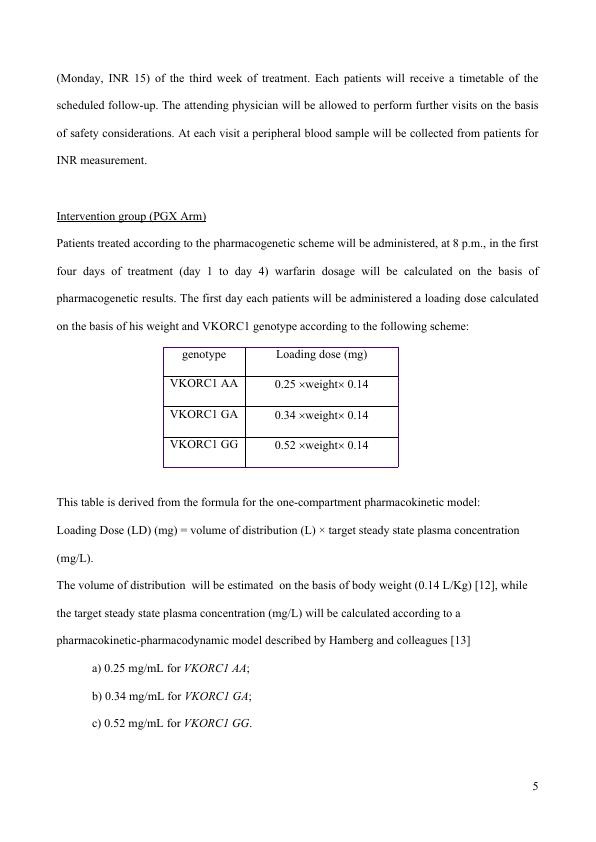 (Monday, INR 15) of the third week of treatment. Each patients will receive a timetable of the
scheduled follow-up. The attending physician will be allowed to perform further visits on the basis
of safety considerations. At each visit a peripheral blood sample will be collected from patients for
INR measurement.
Intervention group (PGX Arm)
Patients treated according to the pharmacogenetic scheme will be administered, at 8 p.m., in the first
four days of treatment (day 1 to day 4) warfarin dosage will be calculated on the basis of
pharmacogenetic results. The first day each patients will be administered a loading dose calculated
on the basis of his weight and VKORC1 genotype according to the following scheme:
genotype Loading dose (mg)
VKORC1 AA 0.25 ×weight× 0.14
VKORC1 GA 0.34 ×weight× 0.14
VKORC1 GG 0.52 ×weight× 0.14
This table is derived from the formula for the one-compartment pharmacokinetic model:
Loading Dose (LD) (mg) = volume of distribution (L) × target steady state plasma concentration
(mg/L).
The volume of distribution will be estimated on the basis of body weight (0.14 L/Kg) [12], while
the target steady state plasma concentration (mg/L) will be calculated according to a
pharmacokinetic-pharmacodynamic model described by Hamberg and colleagues [13]
a) 0.25 mg/mL for VKORC1 AA;
b) 0.34 mg/mL for VKORC1 GA;
c) 0.52 mg/mL for VKORC1 GG.
5